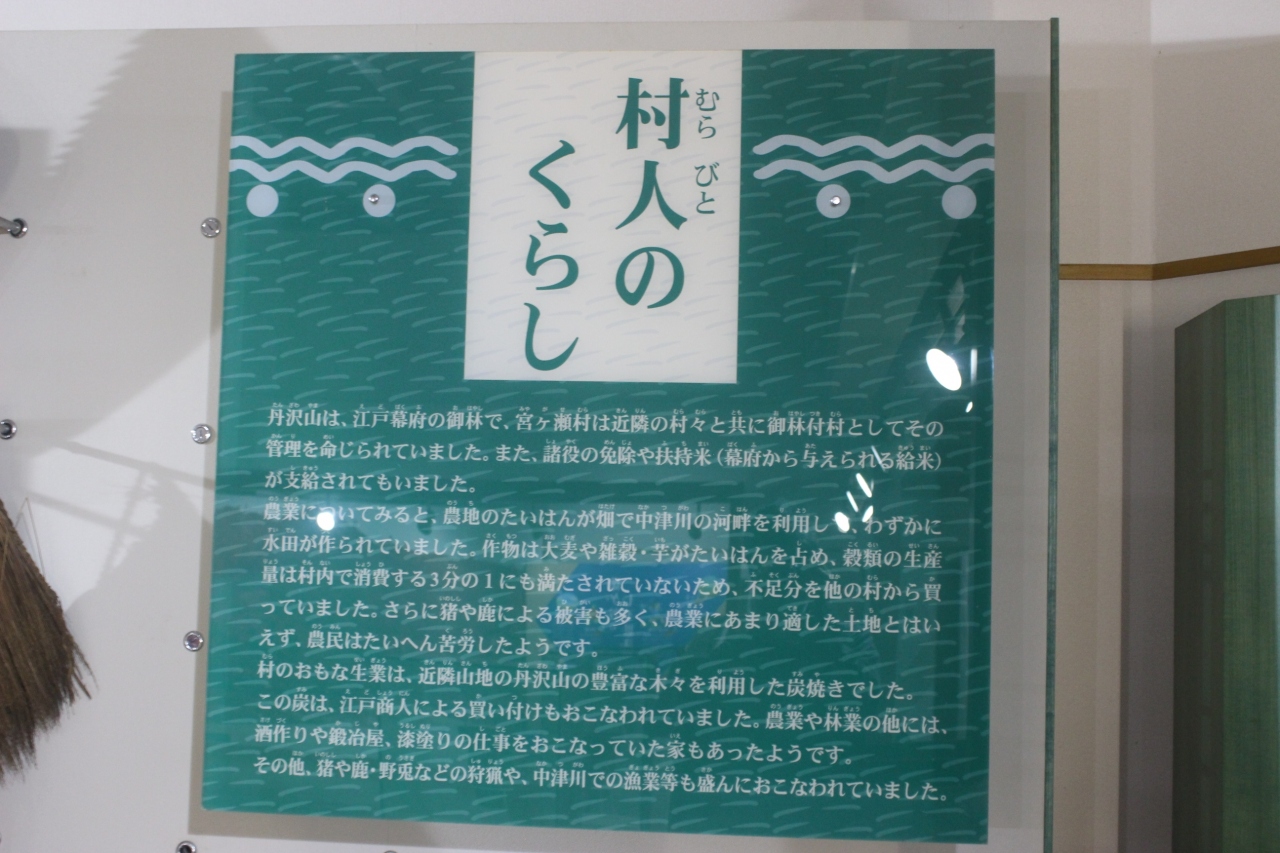 村人の
むら びと
くらし
丹沢山は、江戸幕府の御林で、宮ヶ瀬村は近隣の村々と共に御林付村としてその
管理を命じられていました。また、諸役の免除や扶持米(幕府から与えられる給米)
が支給されてもいました。
農業についてみると、農地のたいはんが畑で中津川の河畔を利用し、わずかに
水田が作られていました。作物は大麦や雑穀・芋がたいはんを占め、穀類の生産
量は村内で消費する3分の1にも満たされていないため、不足分を他の村から買
っていました。さらに猪や鹿による被害も多く、農業にあまり適した土地とはい
えず、農民はたいへん苦労したようです。
村のおもな生業は、近隣山地の丹沢山の豊富な木々を利用した炭焼きでした。
この炭は、江戸商人による買い付けもおこなわれていました。農業や林業の他には、
酒作りや鍛冶屋、漆塗りの仕事をおこなっていた家もあったようです。
その他、猪や鹿・野兎などの狩猟や、中津川での漁業等も盛んにおこなわれていました。